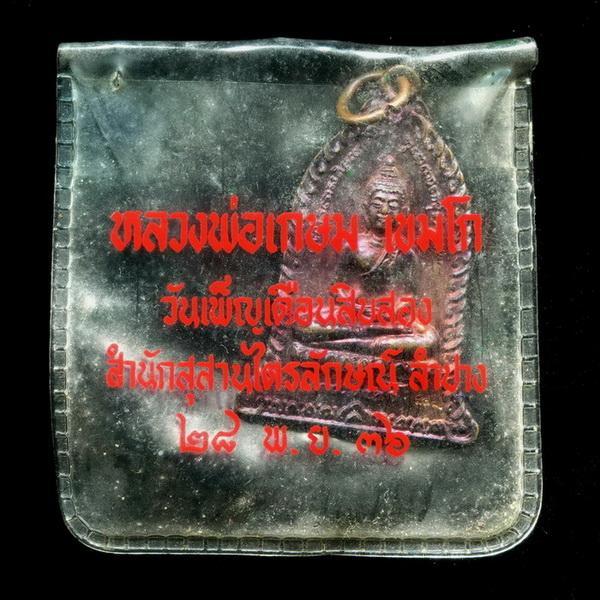 หลวงพ่อเกษม เขมโก
วันเพ็ญเดือนสิบสอง
สำนักสุสานไตรลักษณ์ ลำปาง
๒๘ พ.ย. ๓๖